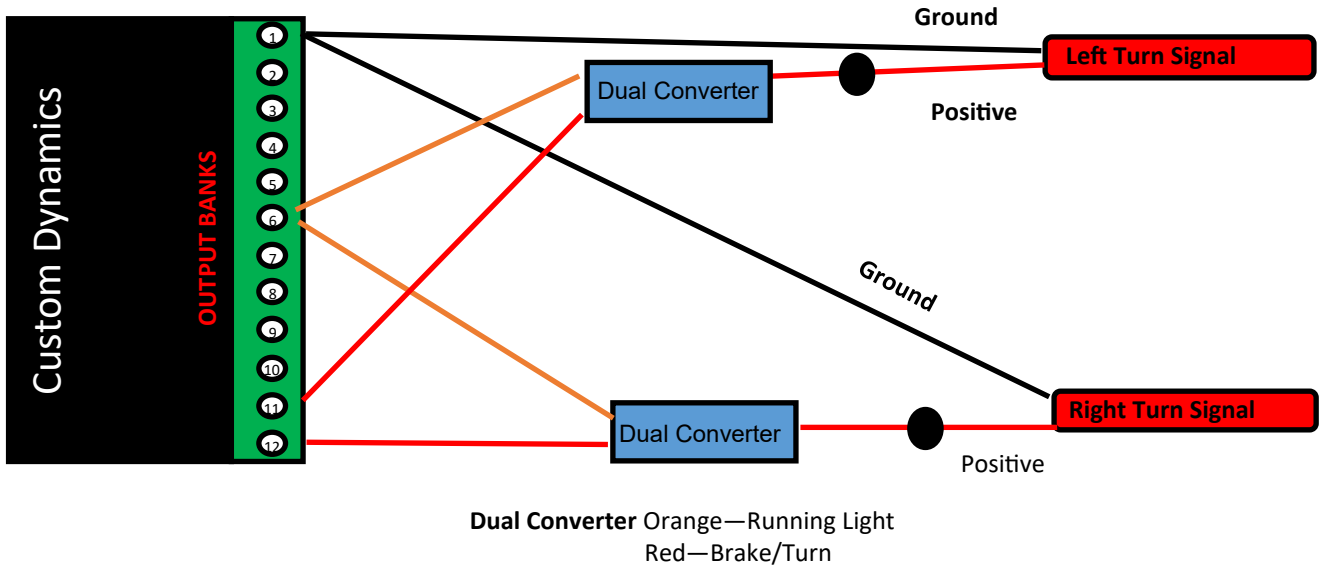 Custom Dynamics
OUTPUT BANKS
1
2
3
4
5
6
7
8
9
10
11
12
Ground
Left Turn Signal
Dual Converter
Positive
Ground
Right Turn Signal
Dual Converter
Positive
Dual Converter Orange—Running Light
Red—Brake/Turn